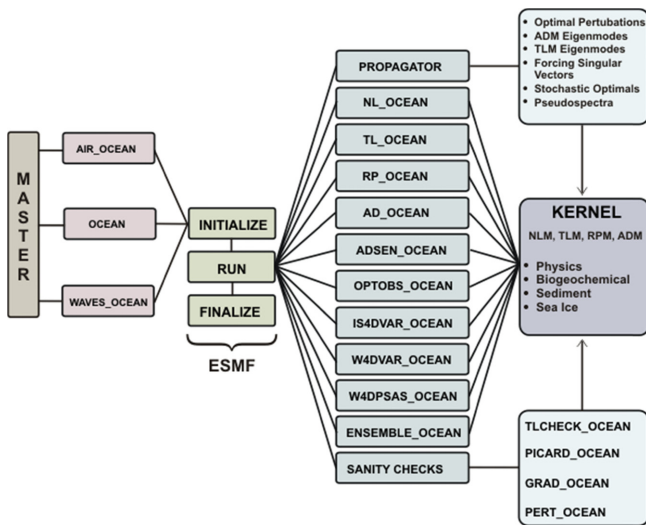 MASTER
AIR_OCEAN
OCEAN
WAVES_OCEAN
INITIALIZE
RUN
FINALIZE
ESMF
PROPAGATOR
NL_OCEAN
TL_OCEAN
RP_OCEAN
AD_OCEAN
ADSEN_OCEAN
OPTOBS_OCEAN
IS4DVAR_OCEAN
W4DVAR_OCEAN
W4DPSAS_OCEAN
ENSEMBLE_OCEAN
SANITY CHECKS
• Optimal Pertubations
• ADM Eigenmodes
• TLM Eigenmodes
• Forcing Singular
Vectors
• Stochastic Optimals
• Pseudospectra
KERNEL
NLM, TLM, RPM, ADM
• Physics
• Biogeochemical
• Sediment
• Sea Ice
TLCHECK_OCEAN
PICARD_OCEAN
GRAD_OCEAN
PERT_OCEAN